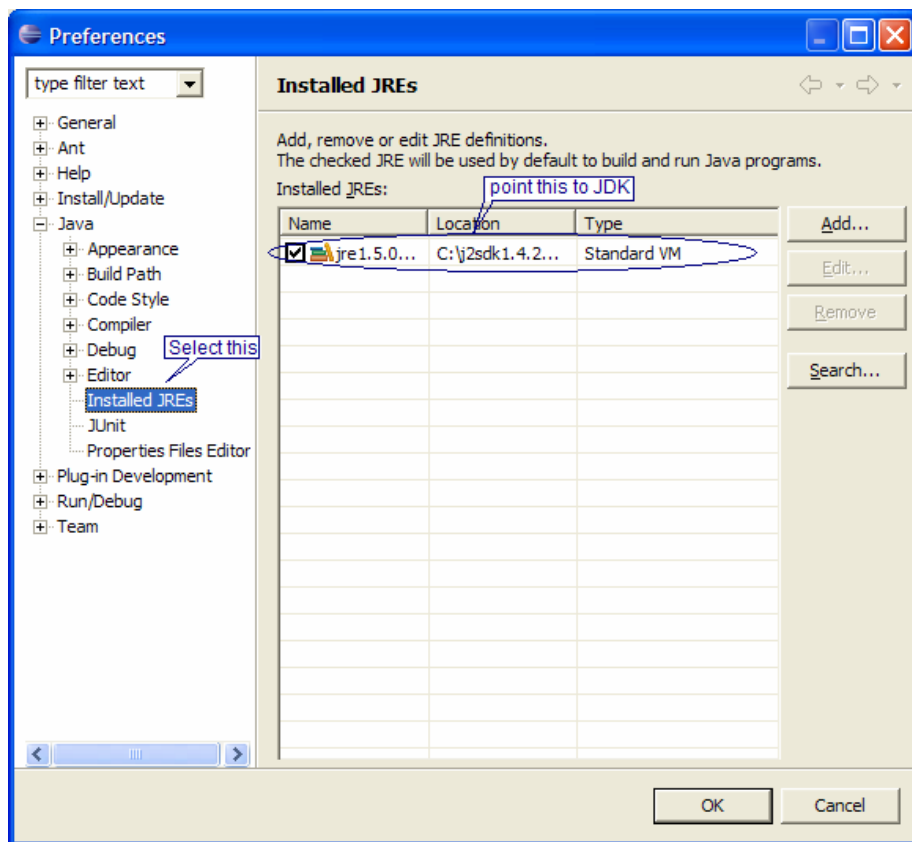 Preferences
type filter text
Installed JREs
General
Ant
Help
Install/Update
Java
Appearance
Build Path
Code Style
Compiler
Debug
Select this
Editor
Installed JREs
JUnit
Properties Files Editor
Plug-in Development
Run/Debug
Team
Add, remove or edit JRE definitions.
The checked JRE will be used by default to build and run Java programs.
Installed JREs:
point this to JDK
Name Location Type
jre1.5.0... C:\j2sdk1.4.2... Standard VM
Add...
Edit...
Remove
Search...
OK Cancel